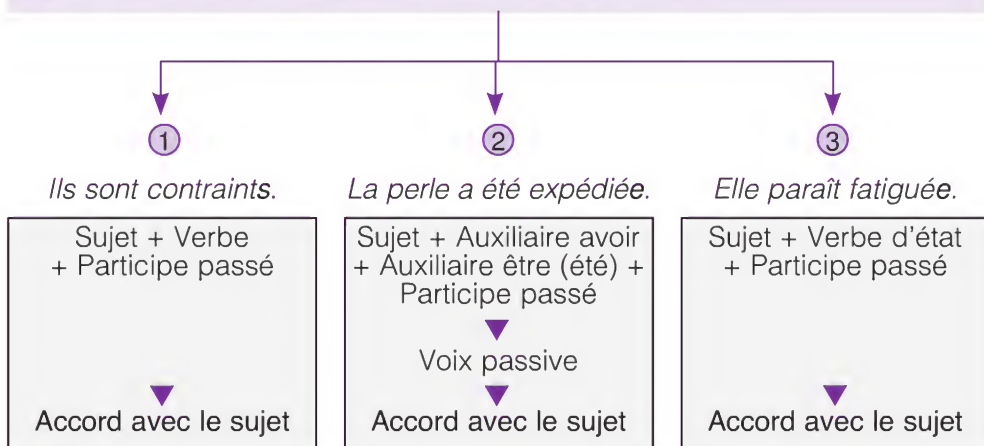 1
Ils sont contraints.
Sujet + Verbe
+ Participe passé
Accord avec le sujet
2
La perle a été expédiée.
Sujet + Auxiliaire avoir
+ Auxiliaire être (été) +
Participe passé
Voix passive
Accord avec le sujet
3
Elle paraît fatiguée.
Sujet + Verbe d'état
+ Participe passé
Accord avec le sujet